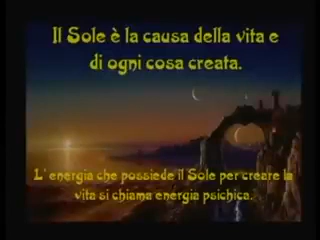 Il Sole è la causa della vita e
di ogni cosa creata.
L' energia che possiede il Sole per creare la
vita si chiama energia psichica.